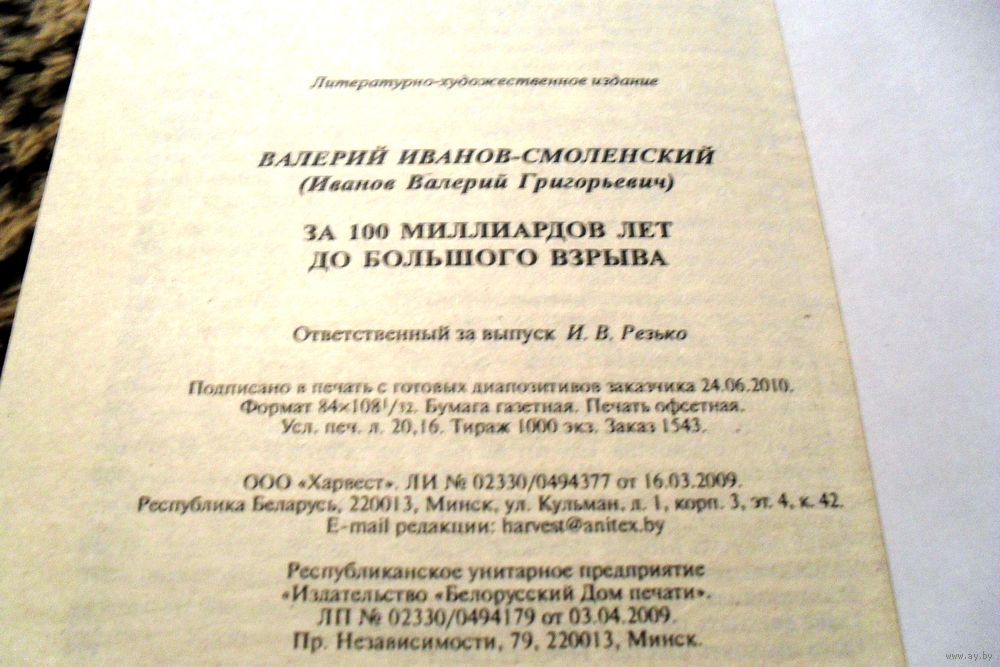 Литературно-художественное издание
ВАЛЕРИЙ ИВАНОВ-СМОЛЕНСКИЙ
(Иванов Валерий Григорьевич)
ЗА 100 МИЛЛИАРДОВ ЛЕТ
ДО БОЛЬШОГО ВЗРЫВА
Ответственный за выпуск И. В. Резько
Подписано в печать с готовых диапозитивов заказчика 24.06.2010.
Формат 84×108¹/32. Бумага газетная. Печать офсетная.
Усл. печ. л. 20,16. Тираж 1000 экз. Заказ 1543.
ООО «Харвест». ЛИ № 02330/0494377 от 16.03.2009.
Республика Беларусь, 220013, Минск, ул. Кульман, д. 1, корп. 3, эт. 4, к. 42.
E-mail редакции: harvest@anitex.by
Республиканское унитарное предприятие
«Издательство «Белорусский Дом печати».
ЛП № 02330/0494179 от 03.04.2009.
Пр. Независимости, 79, 220013, Минск.
www.ay.by